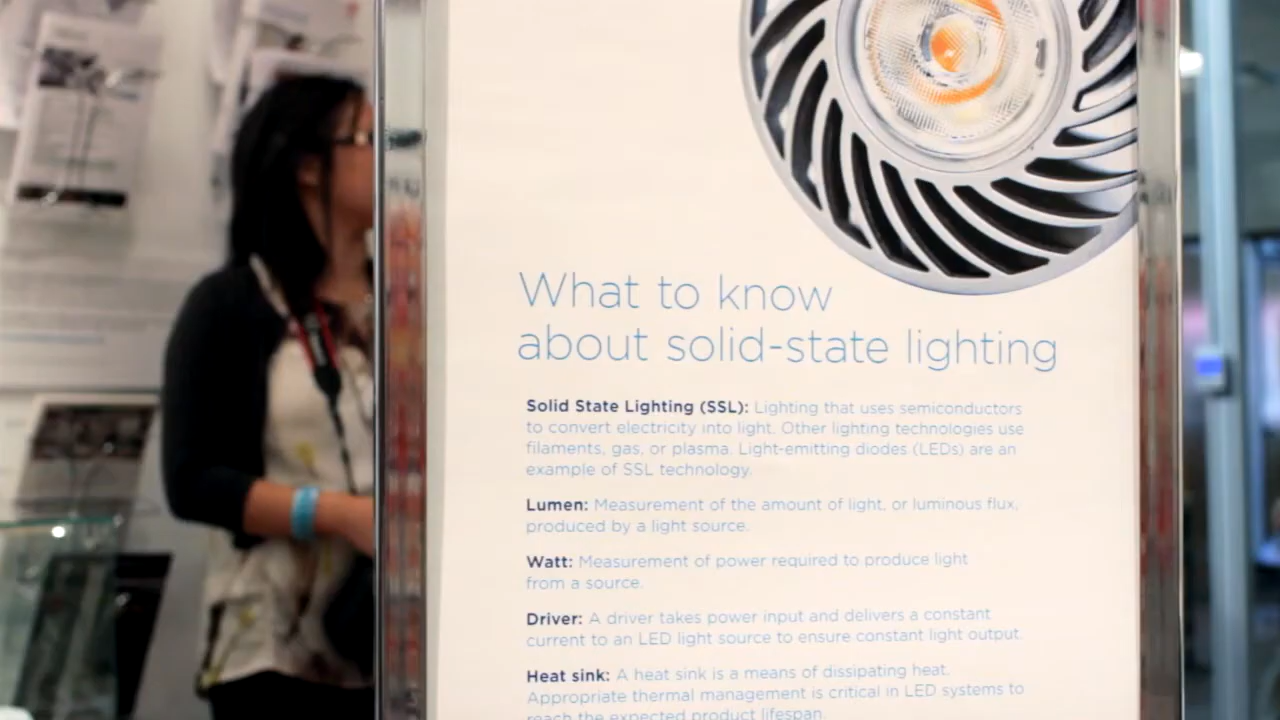 What to know
about solid-state lighting
Solid State Lighting (SSL): Lighting that uses semiconductors
to convert electricity into light. Other lighting technologies use
filaments, gas, or plasma. Light-emitting diodes (LEDs) are an
example of SSL technology.
Lumen: Measurement of the amount of light, or luminous flux,
produced by a light source.
Watt: Measurement of power required to produce light
from a source.
Driver: A driver takes power input and delivers a constant
current to an LED light source to ensure constant light output.
Heat sink: A heat sink is a means of dissipating heat.
Appropriate thermal management is critical in LED systems to
reach the expected product lifespan.